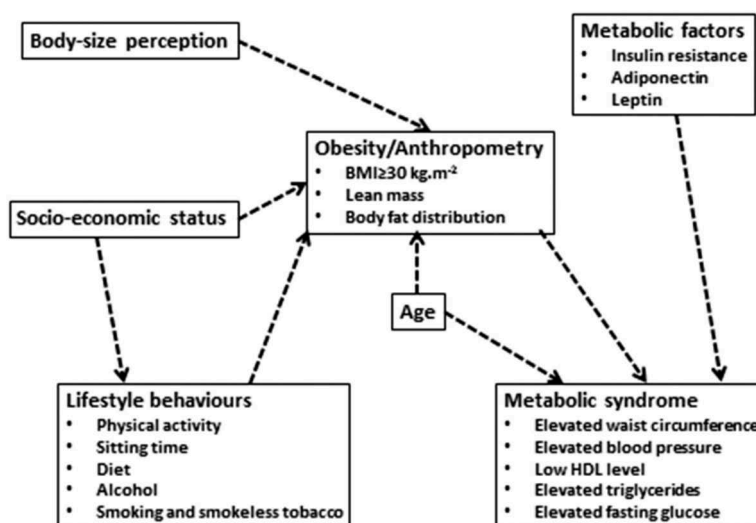 Body-size perception
Metabolic factors
• Insulin resistance
• Adiponectin
• Leptin
Obesity/Anthropometry
• BMI≥30 kg.m⁻²
• Lean mass
• Body fat distribution
Socio-economic status
Age
Lifestyle behaviours
• Physical activity
• Sitting time
• Diet
• Alcohol
• Smoking and smokeless tobacco
Metabolic syndrome
• Elevated waist circumference
• Elevated blood pressure
• Low HDL level
• Elevated triglycerides
• Elevated fasting glucose